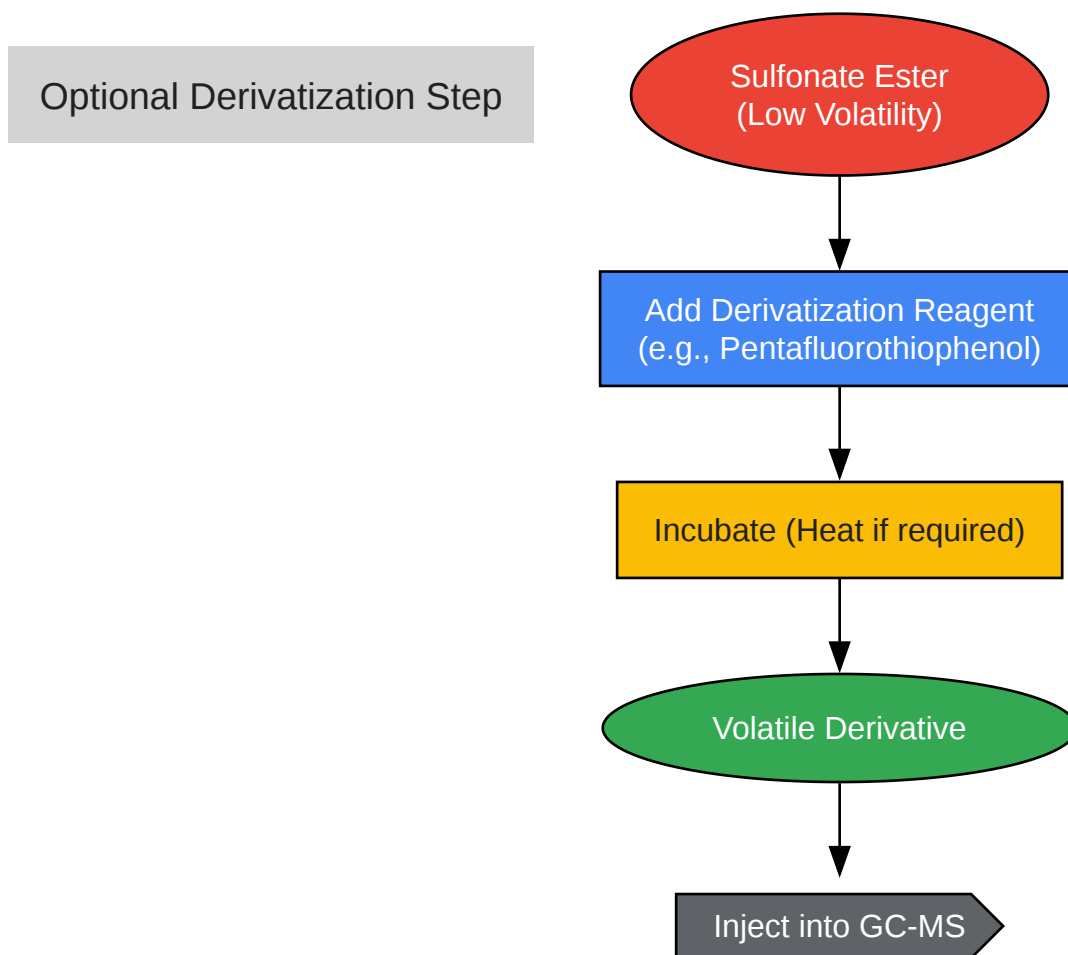 Optional Derivatization Step
Sulfonate Ester
(Low Volatility)
Add Derivatization Reagent
(e.g., Pentafluorothiophenol)
Incubate (Heat if required)
Volatile Derivative
Inject into GC-MS